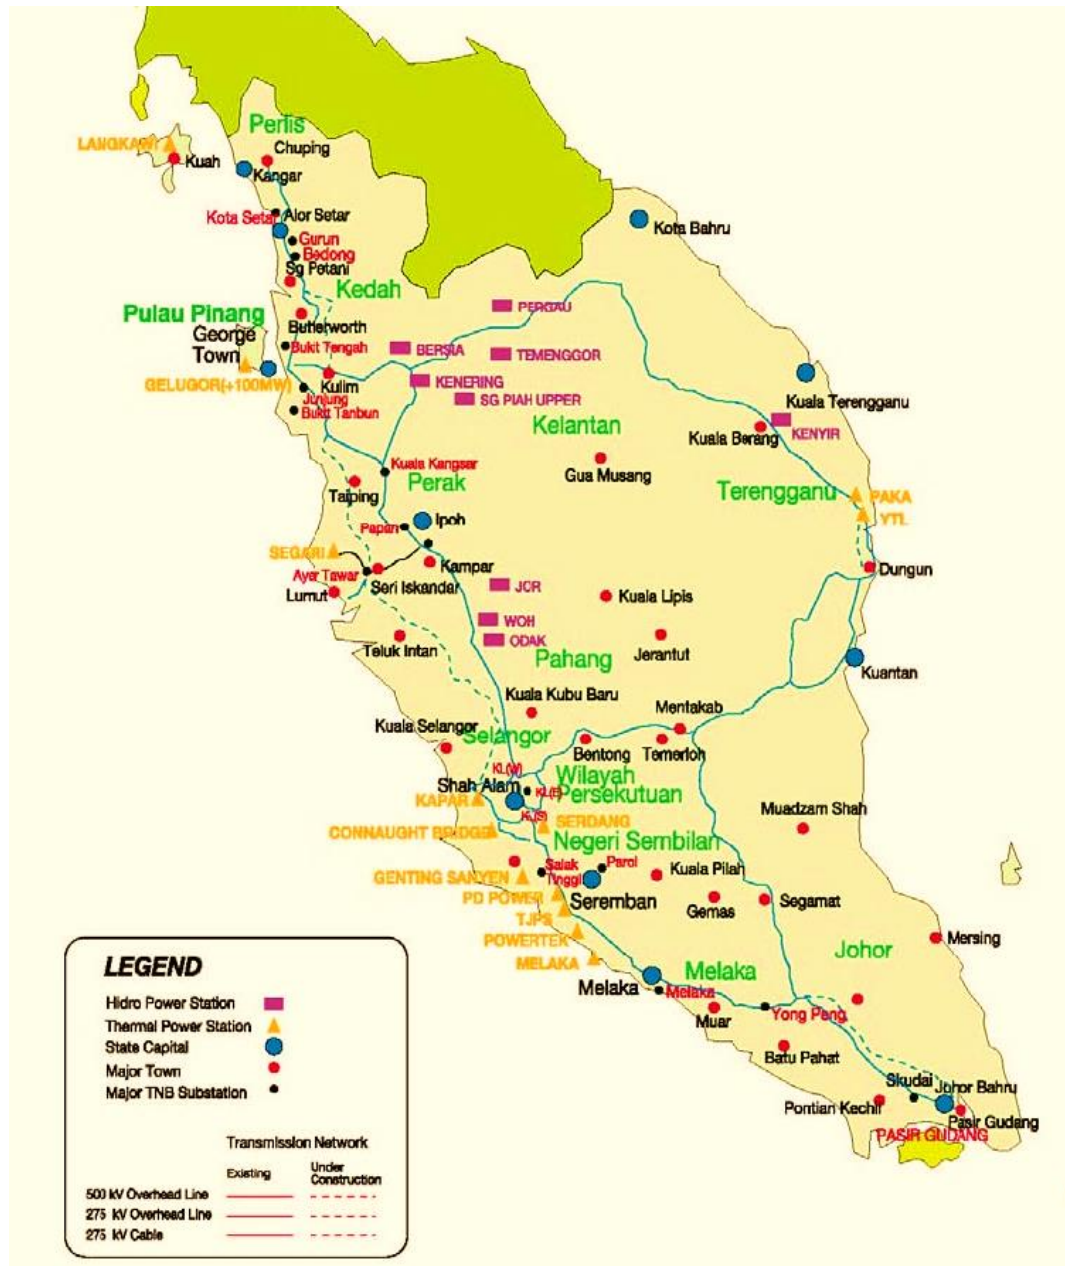 Perlis
Chuping
LANGKAWI
Kuah
Kangar
Kota Setar
Alor Setar
Kota Bahru
Gurun
Bedong
Sg Petani
Kedah
Pulau Pinang
PERGAU
George
Town
Butterworth
Bukit Tengah
BERSIA
TEMENGGOR
GELUGOR(+100MW)
Kulim
KENERING
Junjung
SG PIAH UPPER
Kuala Terengganu
Bukit Tambun
Kelantan
Kuala Berang
KENYIR
Kuala Kangsar
Gua Musang
Perak
Taiping
Terengganu
PAKA
YTL
Papan
Ipoh
SEGARI
Kampar
Ayer Tawar
Seri Iskandar
Lumut
Dungun
JOR
Kuala Lipis
WOH
ODAK
Teluk Intan
Pahang
Jerantut
Kuantan
Kuala Kubu Baru
Mentakab
Kuala Selangor
Selangor
Bentong
Temerloh
KL(W)
Wilayah
Persekutuan
Shah Alam
KL(E)
KAPAR
KL(S)
SERDANG
Muadzam Shah
CONNAUGHT BRIDGE
Negeri Sembilan
Salak
Tinggi
Paroi
Kuala Pilah
GENTING SANYEN
PD POWER
Seremban
Gemas
Segamat
TJPS
POWERTEK
MELAKA
Mersing
Johor
Melaka
Melaka
Melaka
Muar
Yong Peng
Batu Pahat
Skudai
Johor Bahru
Pontian Kechil
Pasir Gudang
PASIR GUDANG
LEGEND
Hidro Power Station
Thermal Power Station
State Capital
Major Town
Major TNB Substation
Transmission Network
Existing
Under
Construction
500 kV Overhead Line
275 kV Overhead Line
275 kV Cable